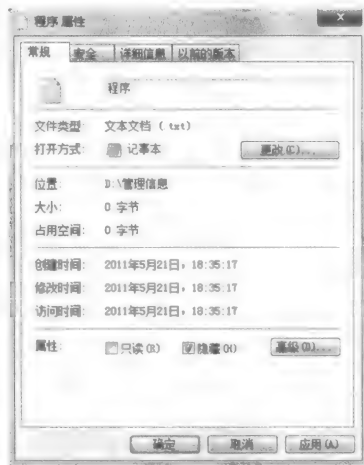 程序 属性
常规 安全 详细信息 以前的版本
程序
文件类型: 文本文档 ( txt)
打开方式: 记事本 更改(C)...
位置: D:\管理信息
大小: 0 字节
占用空间: 0 字节
创建时间: 2011年5月21日，18:35:17
修改时间: 2011年5月21日，18:35:17
访问时间: 2011年5月21日，18:35:17
属性: 只读(R) 隐藏(H) 高级(D)...
确定 取消 应用(A)